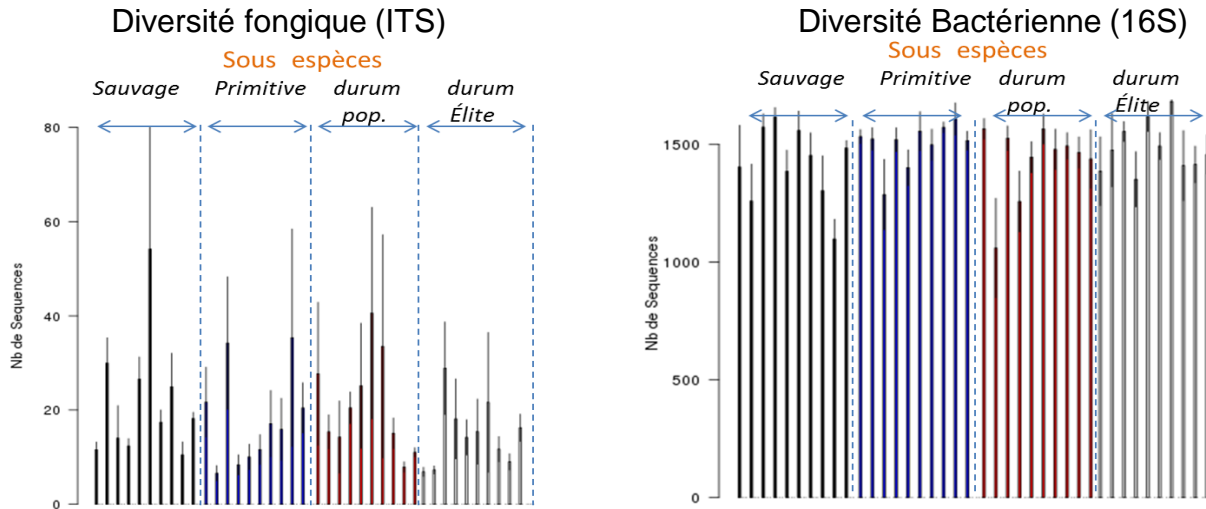 Diversité fongique (ITS)
Sous espèces
Sauvage
Primitive
durum
pop.
durum
Élite
80
60
40
20
0
Nb de Sequences
Diversité Bactérienne (16S)
Sous espèces
Sauvage
Primitive
durum
pop.
durum
Élite
1500
1000
500
0
Nb de Sequences